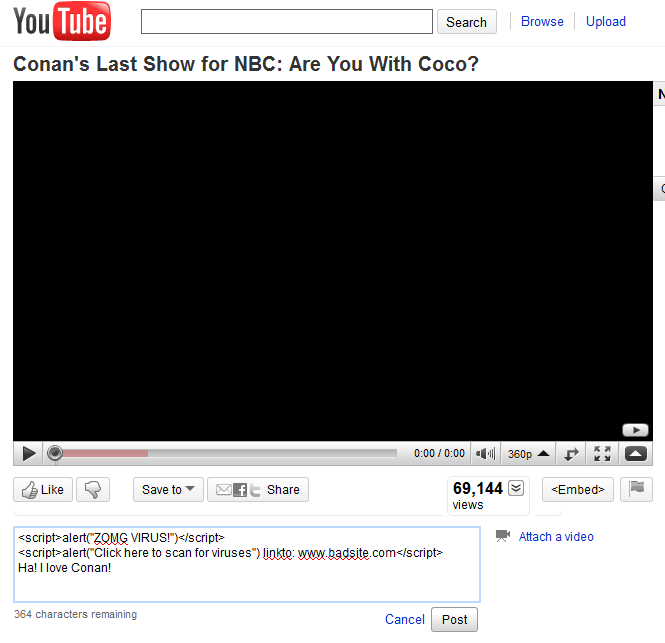 YouTube
Search
Browse
Upload
Conan's Last Show for NBC: Are You With Coco?
N
0:00 / 0:00
360p
Like
Save to
Share
69,144
views
<Embed>
<script>alert("ZOMG VIRUS!")</script>
<script>alert("Click here to scan for viruses") linkto: www.badsite.com</script>
Ha! I love Conan!
Attach a video
364 characters remaining
Cancel
Post